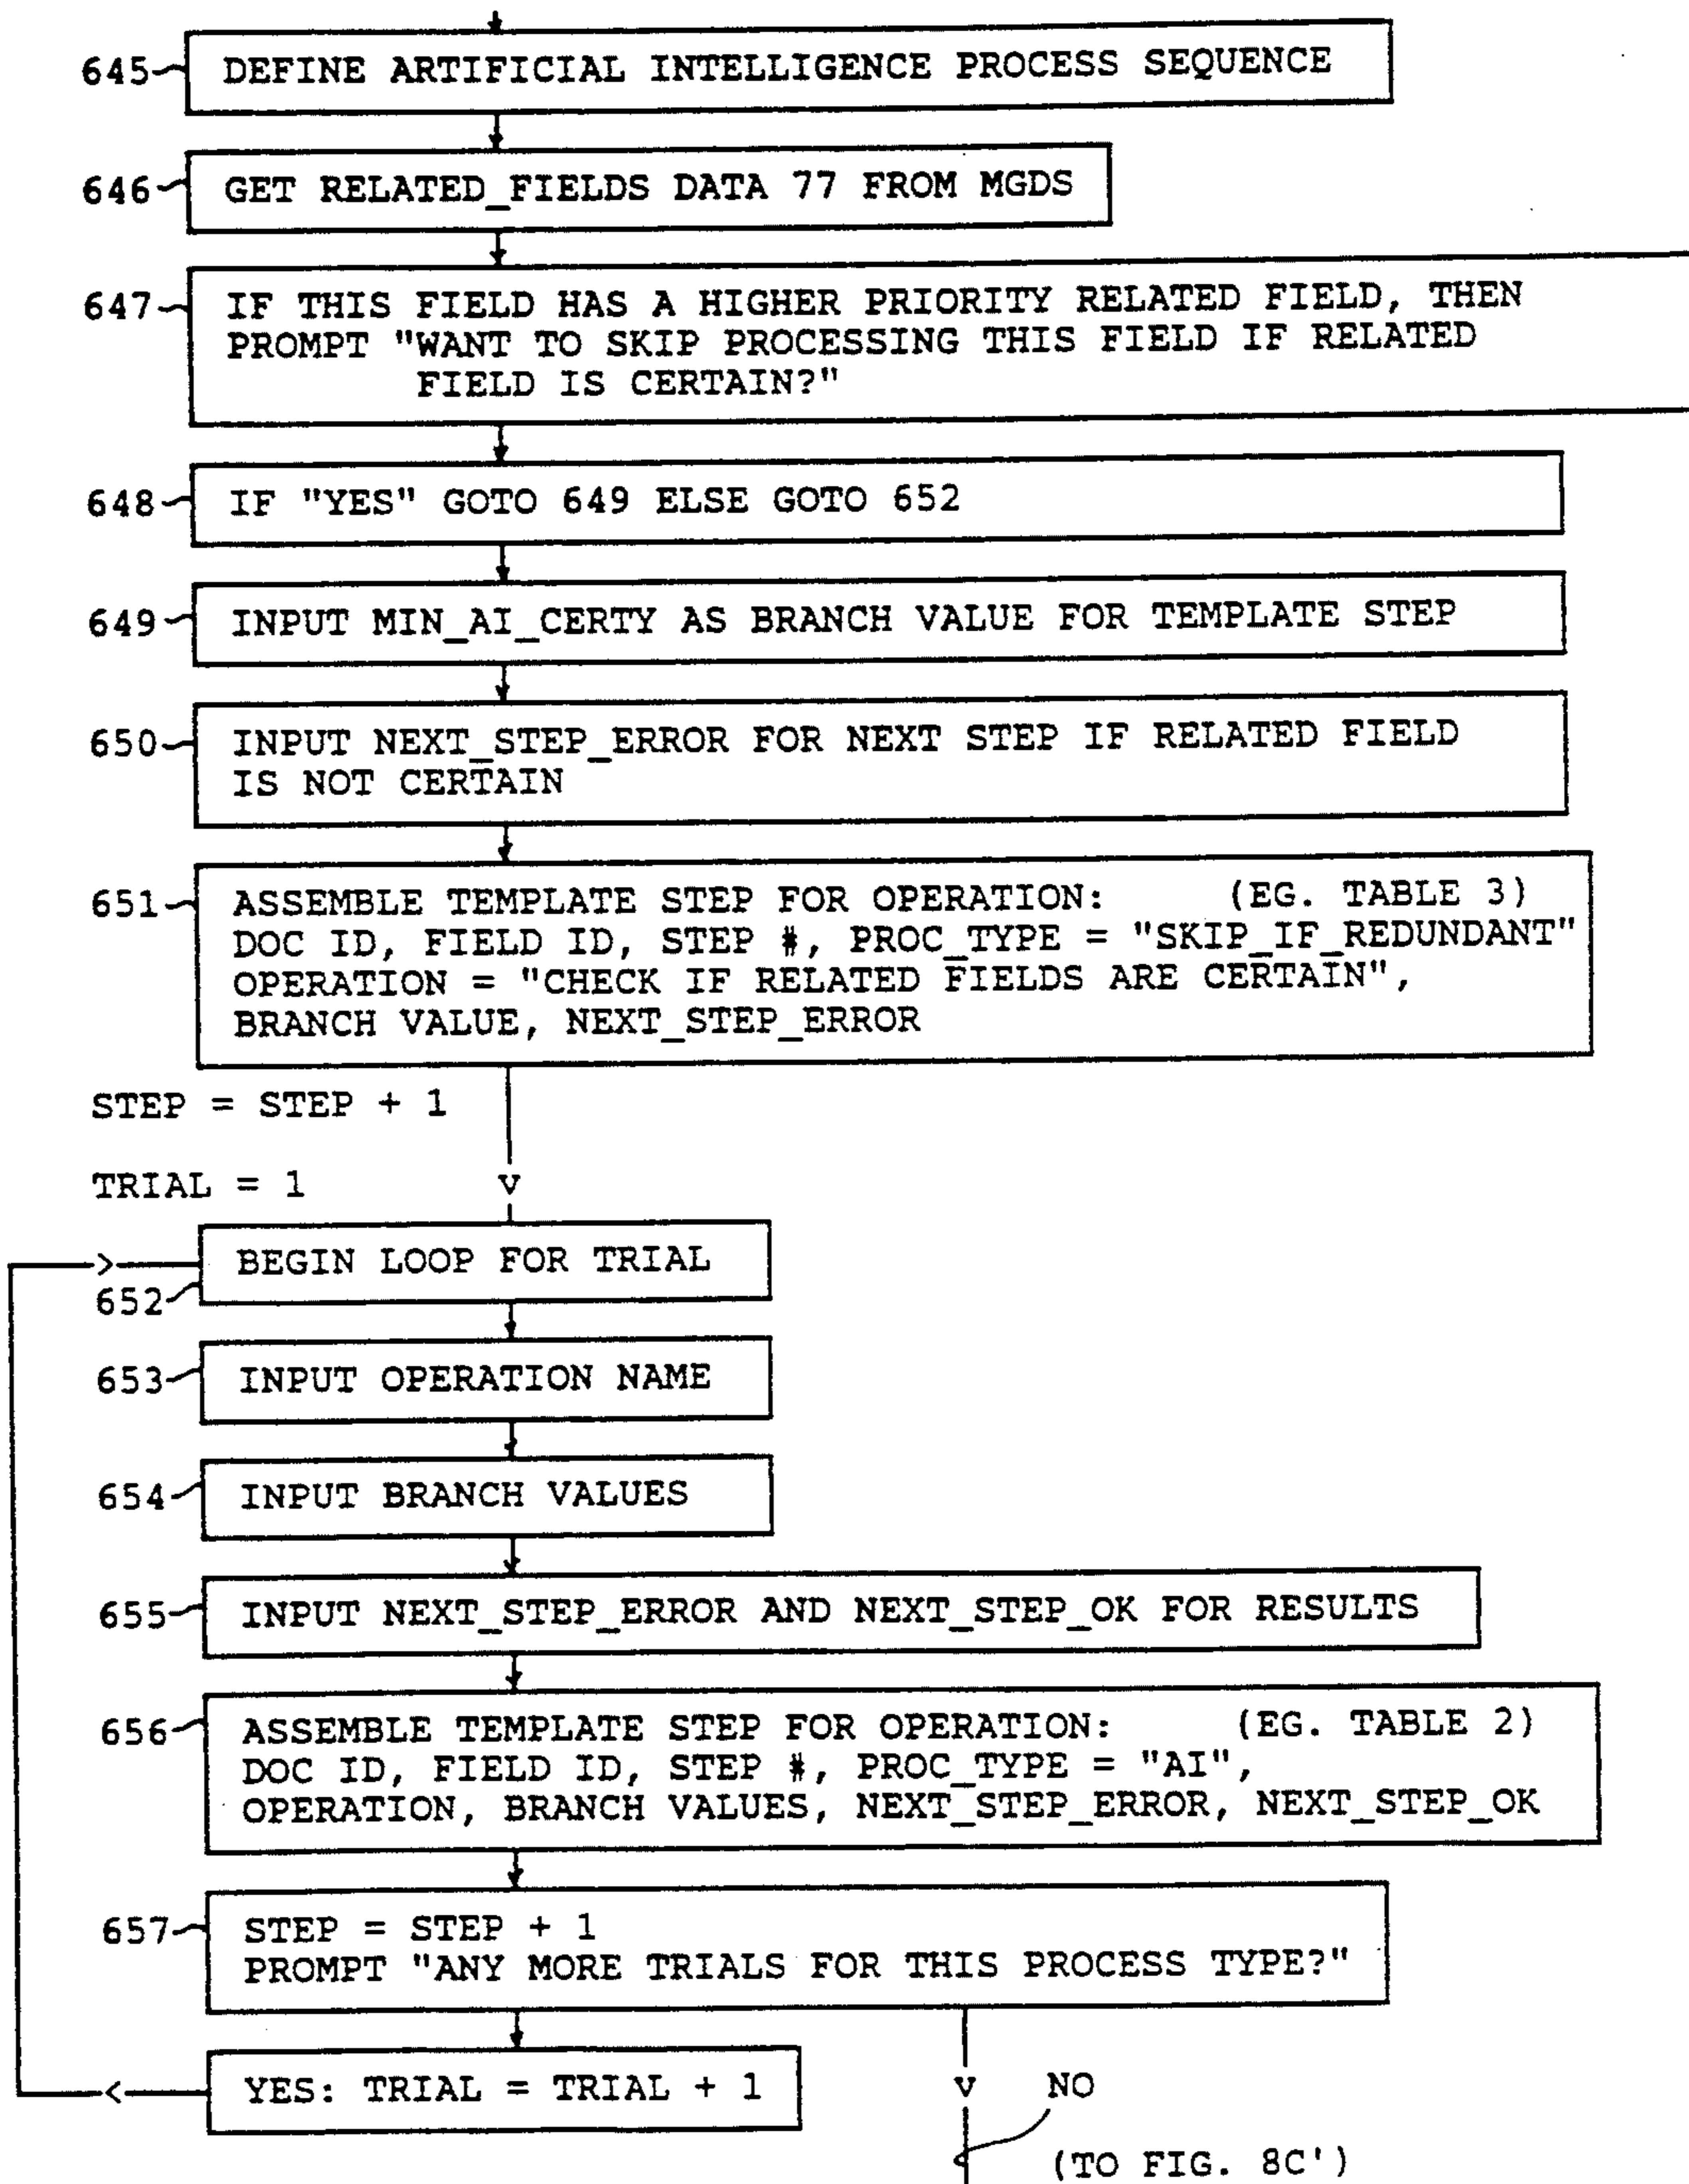 645 DEFINE ARTIFICIAL INTELLIGENCE PROCESS SEQUENCE
646 GET RELATED_FIELDS DATA 77 FROM MGDS
647 IF THIS FIELD HAS A HIGHER PRIORITY RELATED FIELD, THEN
PROMPT "WANT TO SKIP PROCESSING THIS FIELD IF RELATED
FIELD IS CERTAIN?"
648 IF "YES" GOTO 649 ELSE GOTO 652
649 INPUT MIN_AI_CERTY AS BRANCH VALUE FOR TEMPLATE STEP
650 INPUT NEXT_STEP_ERROR FOR NEXT STEP IF RELATED FIELD
IS NOT CERTAIN
651 ASSEMBLE TEMPLATE STEP FOR OPERATION: (EG. TABLE 3)
DOC ID, FIELD ID, STEP #, PROC_TYPE = "SKIP_IF_REDUNDANT"
OPERATION = "CHECK IF RELATED FIELDS ARE CERTAIN",
BRANCH VALUE, NEXT_STEP_ERROR
STEP = STEP + 1
TRIAL = 1
BEGIN LOOP FOR TRIAL
652
653 INPUT OPERATION NAME
654 INPUT BRANCH VALUES
655 INPUT NEXT_STEP_ERROR AND NEXT_STEP_OK FOR RESULTS
656 ASSEMBLE TEMPLATE STEP FOR OPERATION: (EG. TABLE 2)
DOC ID, FIELD ID, STEP #, PROC_TYPE = "AI",
OPERATION, BRANCH VALUES, NEXT_STEP_ERROR, NEXT_STEP_OK
657 STEP = STEP + 1
PROMPT "ANY MORE TRIALS FOR THIS PROCESS TYPE?"
YES: TRIAL = TRIAL + 1
NO
(TO FIG. 8C')